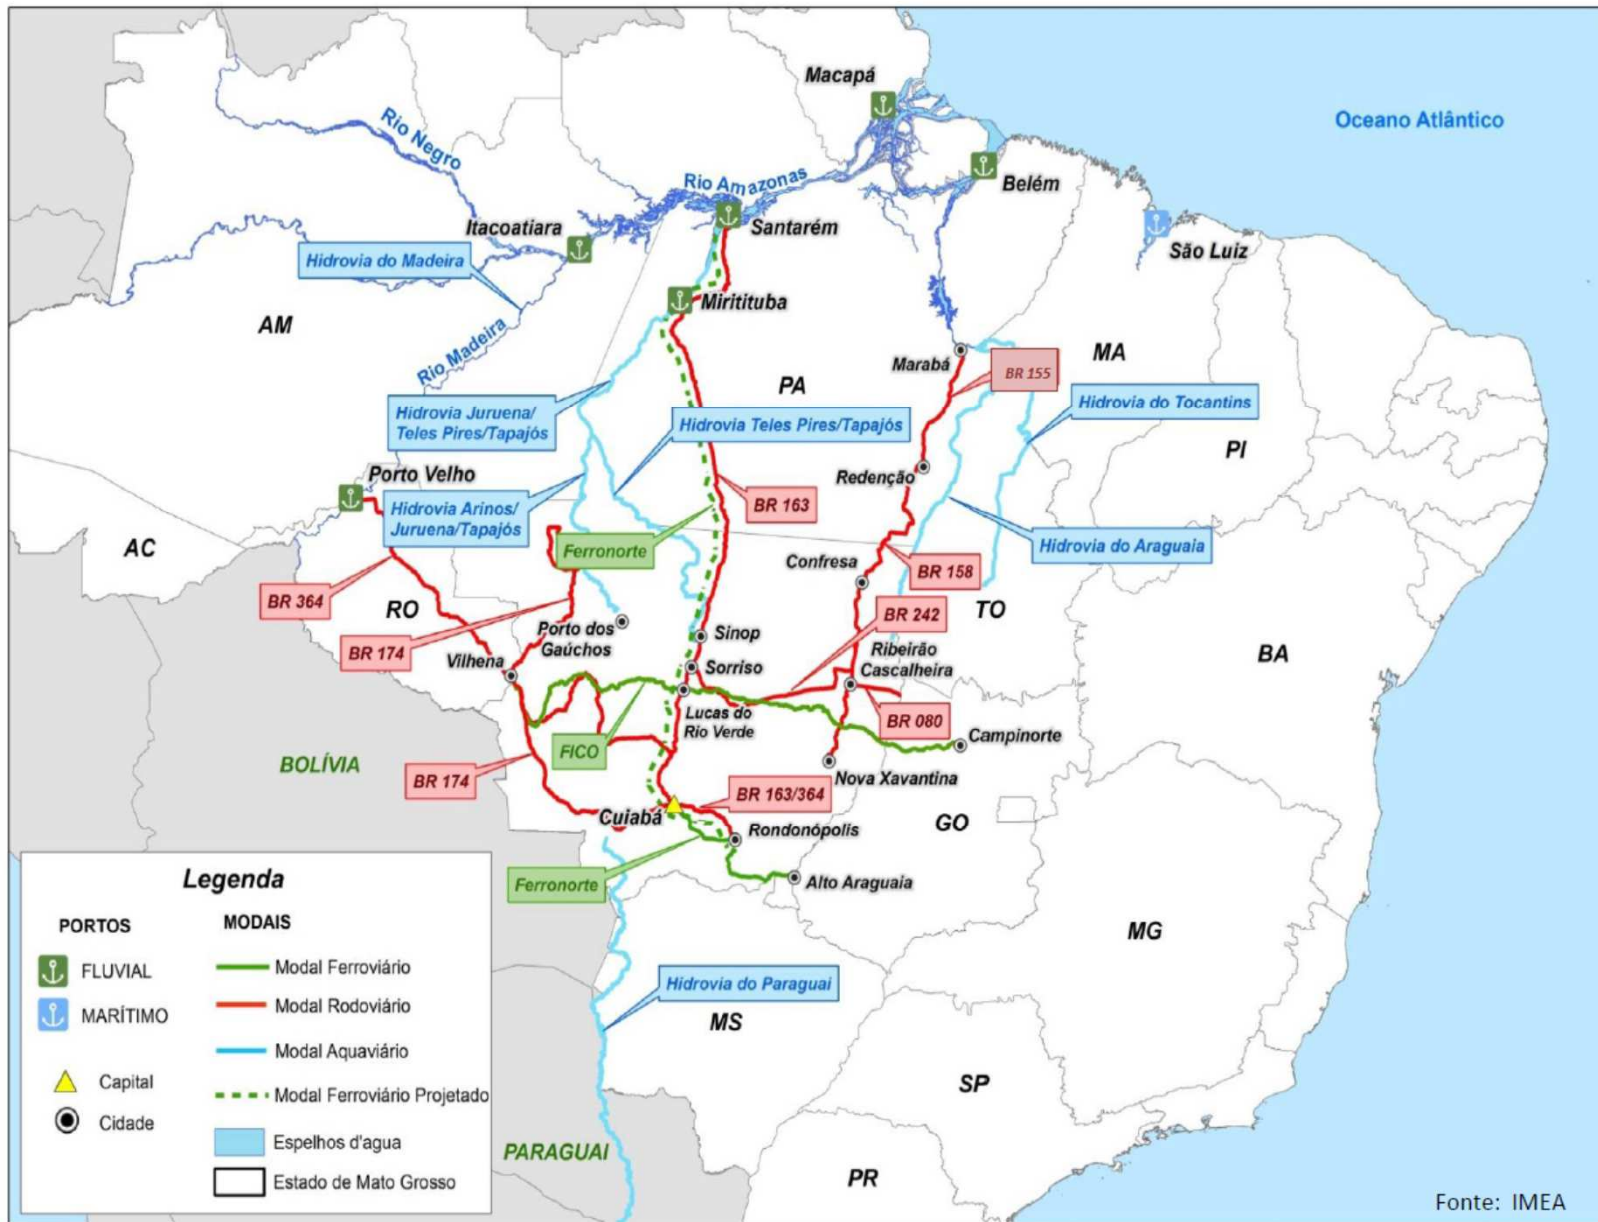 Macapá
Oceano Atlântico
Rio Negro
Rio Amazonas
Belém
Itacoatiara
Santarém
São Luiz
Hidrovia do Madeira
Miritituba
AM
Rio Madeira
Marabá
MA
BR 155
PA
Hidrovia Juruena/
Teles Pires/Tapajós
Hidrovia Teles Pires/Tapajós
Hidrovia do Tocantins
PI
Porto Velho
Redenção
BR 163
Hidrovia Arinos/
Juruena/Tapajós
AC
Ferronorte
Hidrovia do Araguaia
Confresa
BR 158
BR 364
RO
BR 242
TO
BR 174
Porto dos
Gaúchos
Sinop
Vilhena
Sorriso
Ribeirão
Cascalheira
BA
Lucas do
Rio Verde
BR 080
BOLÍVIA
FICO
Campinorte
BR 174
Nova Xavantina
BR 163/364
Cuiabá
Rondonópolis
GO
Ferronorte
Alto Araguaia
MG
Hidrovia do Paraguai
MS
SP
PARAGUAI
PR
Legenda
PORTOS
FLUVIAL
MARÍTIMO
Capital
Cidade
MODAIS
Modal Ferroviário
Modal Rodoviário
Modal Aquaviário
Modal Ferroviário Projetado
Espelhos d'agua
Estado de Mato Grosso
Fonte: IMEA